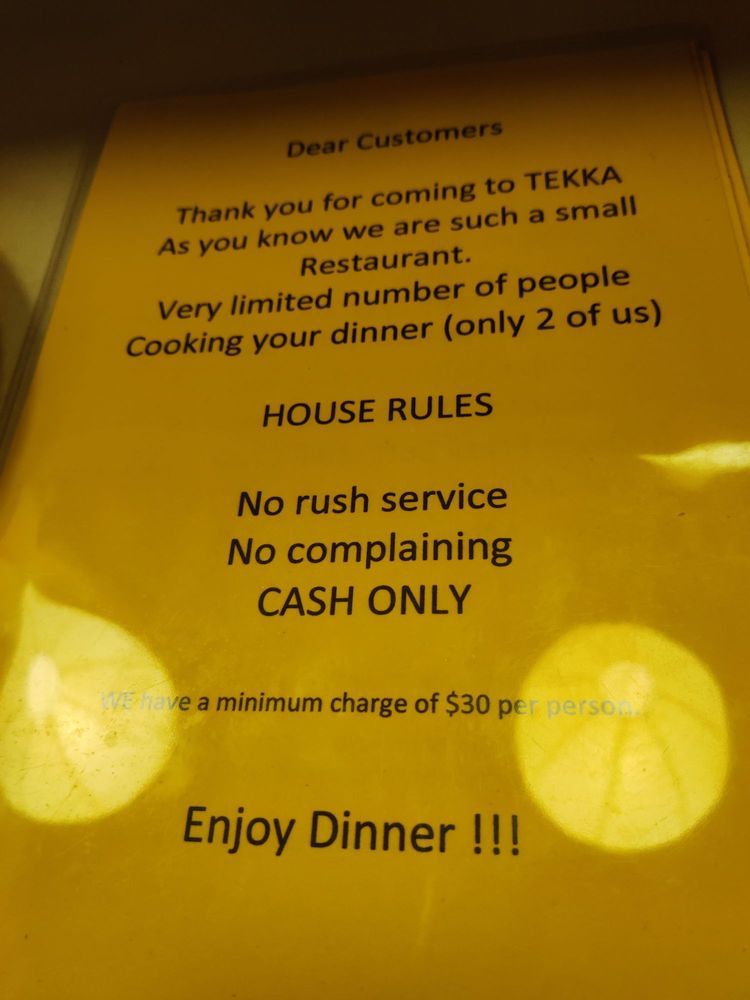 Dear Customers
Thank you for coming to TEKKA
As you know we are such a small
Restaurant.
Very limited number of people
Cooking your dinner (only 2 of us)
HOUSE RULES
No rush service
No complaining
CASH ONLY
WE have a minimum charge of $30 per person.
Enjoy Dinner !!!